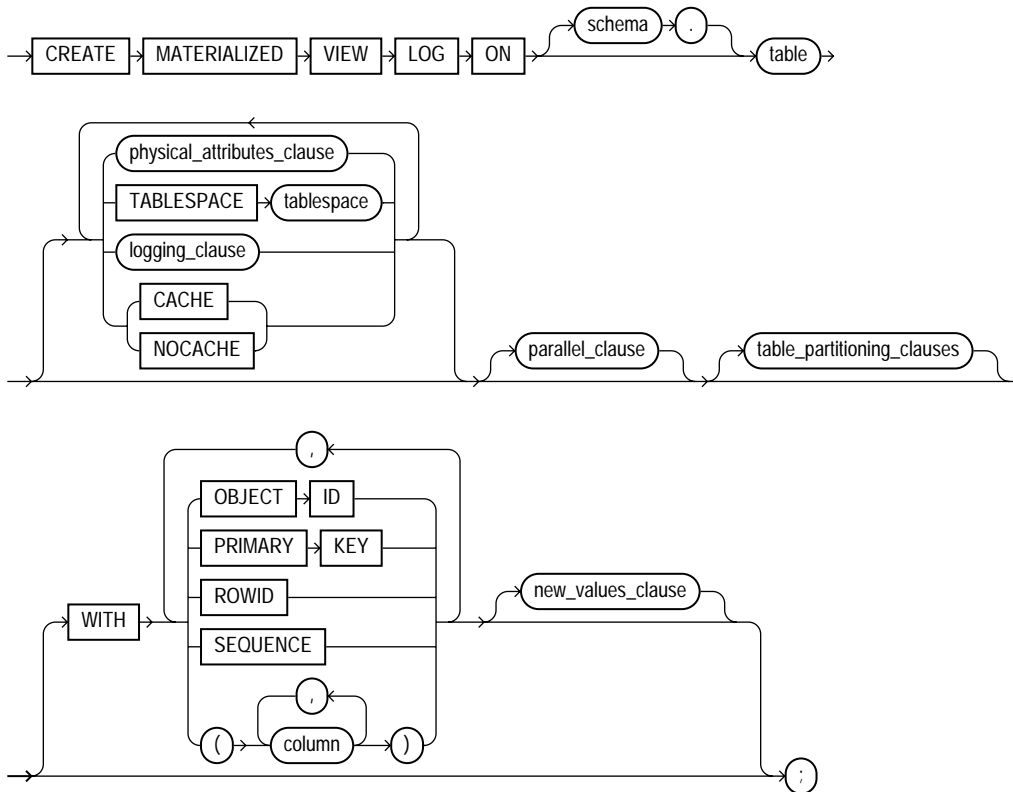 schema .
CREATE MATERIALIZED VIEW LOG ON table
physical_attributes_clause
TABLESPACE tablespace
logging_clause
CACHE
NOCACHE
parallel_clause table_partitioning_clauses
,
OBJECT ID
PRIMARY KEY
ROWID
new_values_clause
WITH
SEQUENCE
,
( column )
;